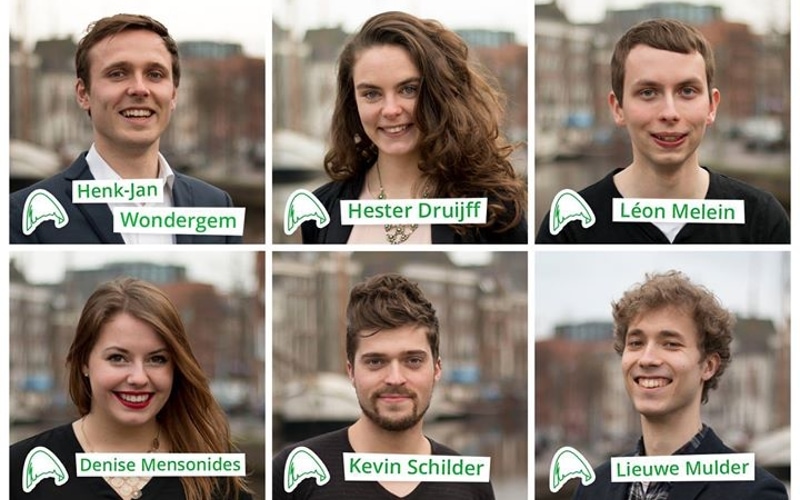 Henk-Jan
Wondergem
Hester Druijff
Léon Melein
Denise Mensonides
Kevin Schilder
Lieuwe Mulder